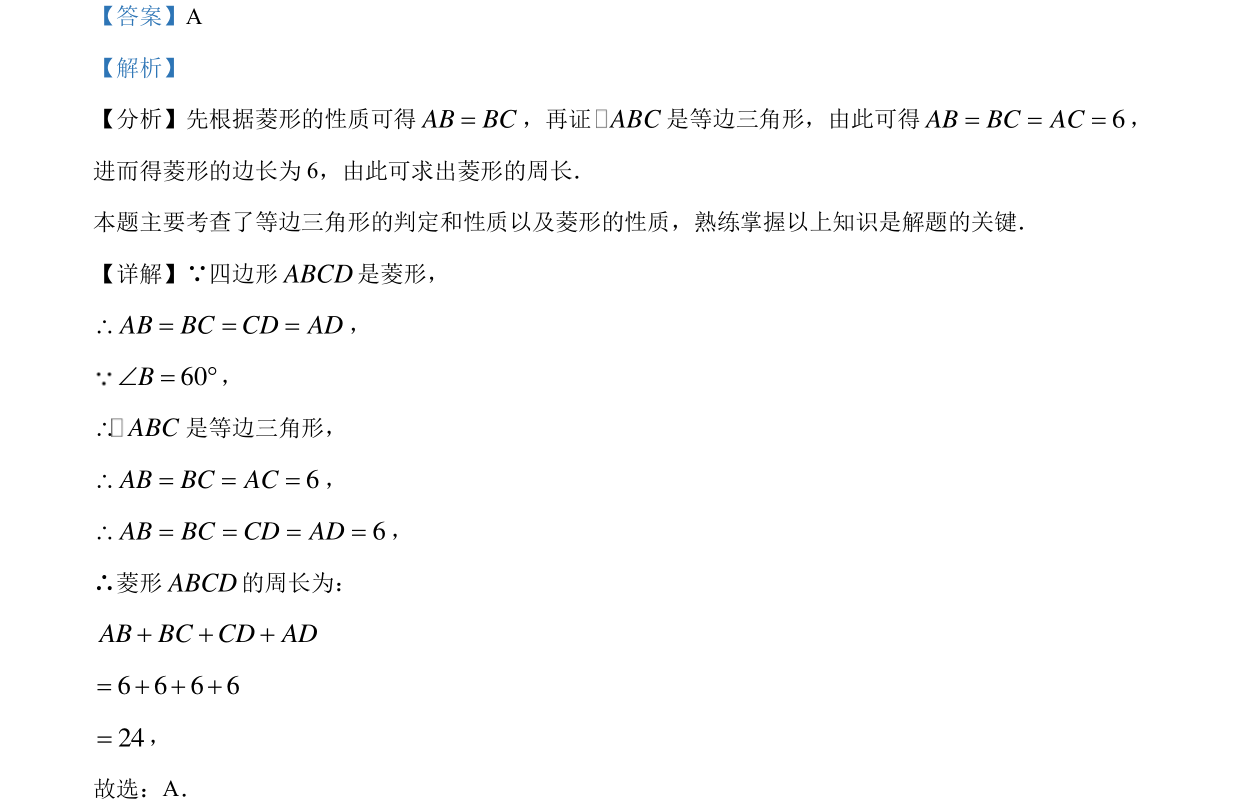 【答案】A
【解析】
【分析】先根据菱形的性质可得 AB = BC，再证□ABC 是等边三角形，由此可得 AB = BC = AC = 6，
进而得菱形的边长为 6，由此可求出菱形的周长．
本题主要考查了等边三角形的判定和性质以及菱形的性质，熟练掌握以上知识是解题的关键．
【详解】∵四边形 ABCD 是菱形，
∴ AB = BC = CD = AD，
∵ ∠B = 60°，
∴□ ABC 是等边三角形，
∴ AB = BC = AC = 6，
∴ AB = BC = CD = AD = 6，
∴菱形 ABCD 的周长为：
AB + BC + CD + AD
= 6 + 6 + 6 + 6
= 24，
故选：A．